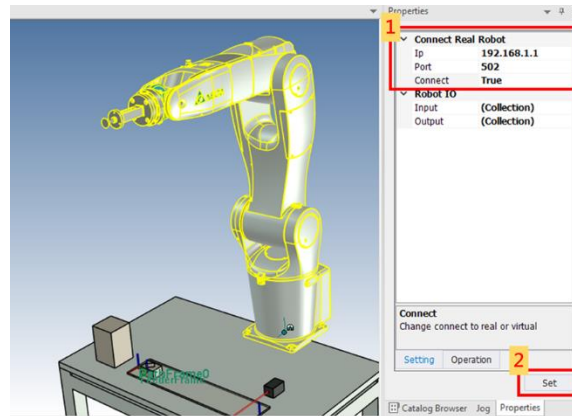 Properties
1
Connect Real Robot
Ip 192.168.1.1
Port 502
Connect True
Robot IO
Input (Collection)
Output (Collection)
Connect
Change connect to real or virtual
Setting Operation
2
Set
Catalog Browser Jog Properties